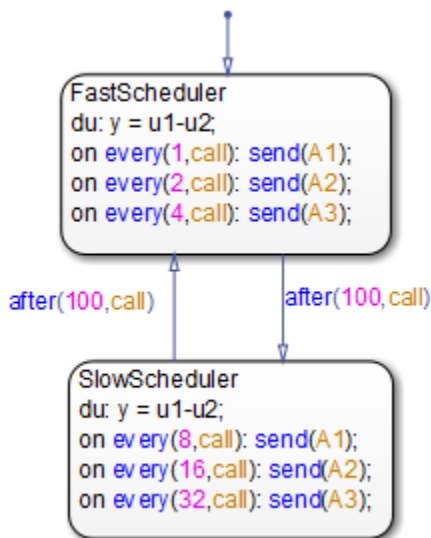 FastScheduler
du: y = u1-u2;
on every(1,call): send(A1);
on every(2,call): send(A2);
on every(4,call): send(A3);
after(100,call)
after(100,call)
SlowScheduler
du: y = u1-u2;
on every(8,call): send(A1);
on every(16,call): send(A2);
on every(32,call): send(A3);